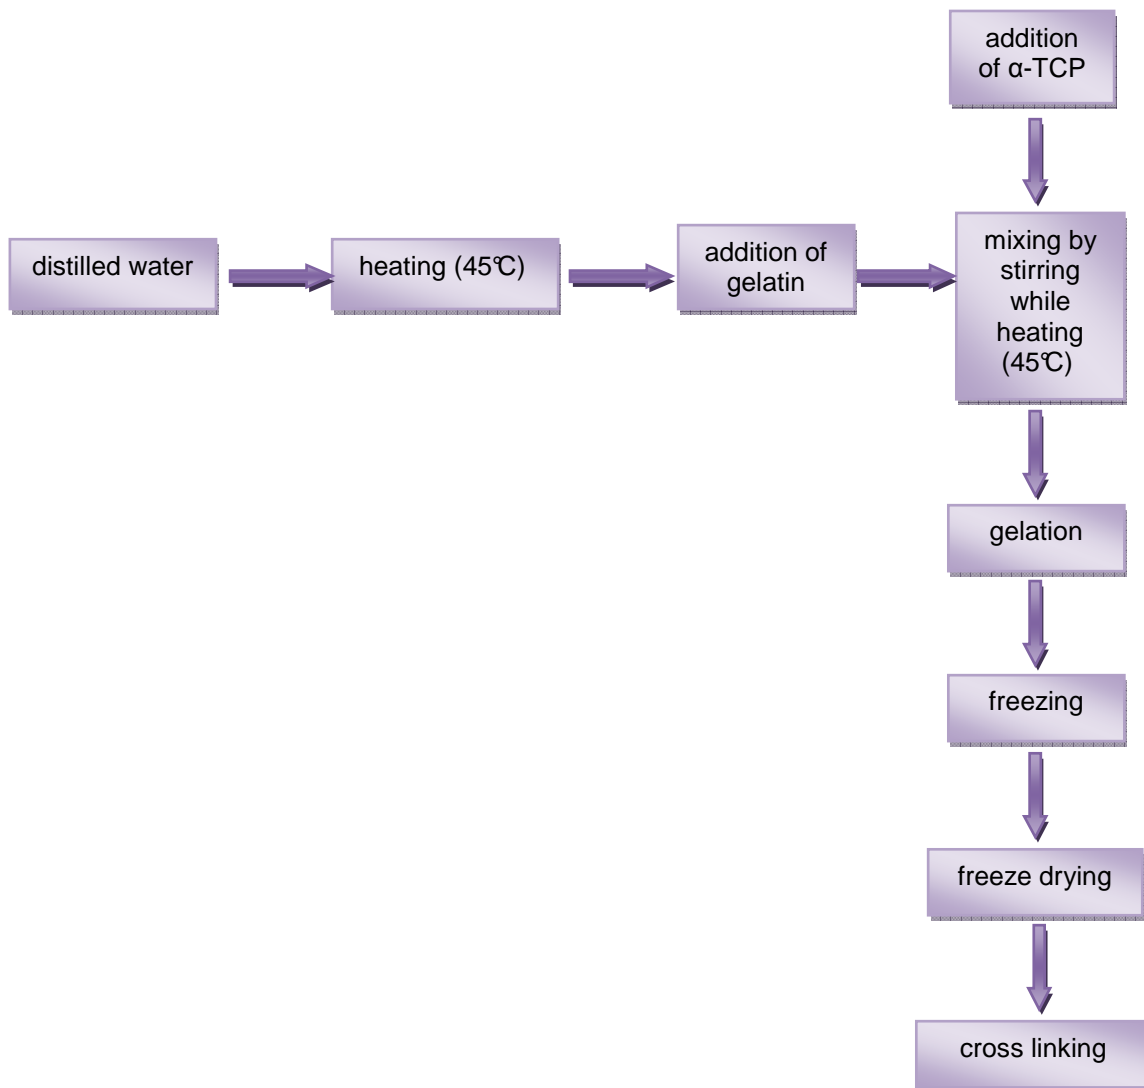 addition
of α-TCP
distilled water
heating (45°C)
addition of
gelatin
mixing by
stirring
while
heating
(45°C)
gelation
freezing
freeze drying
cross linking